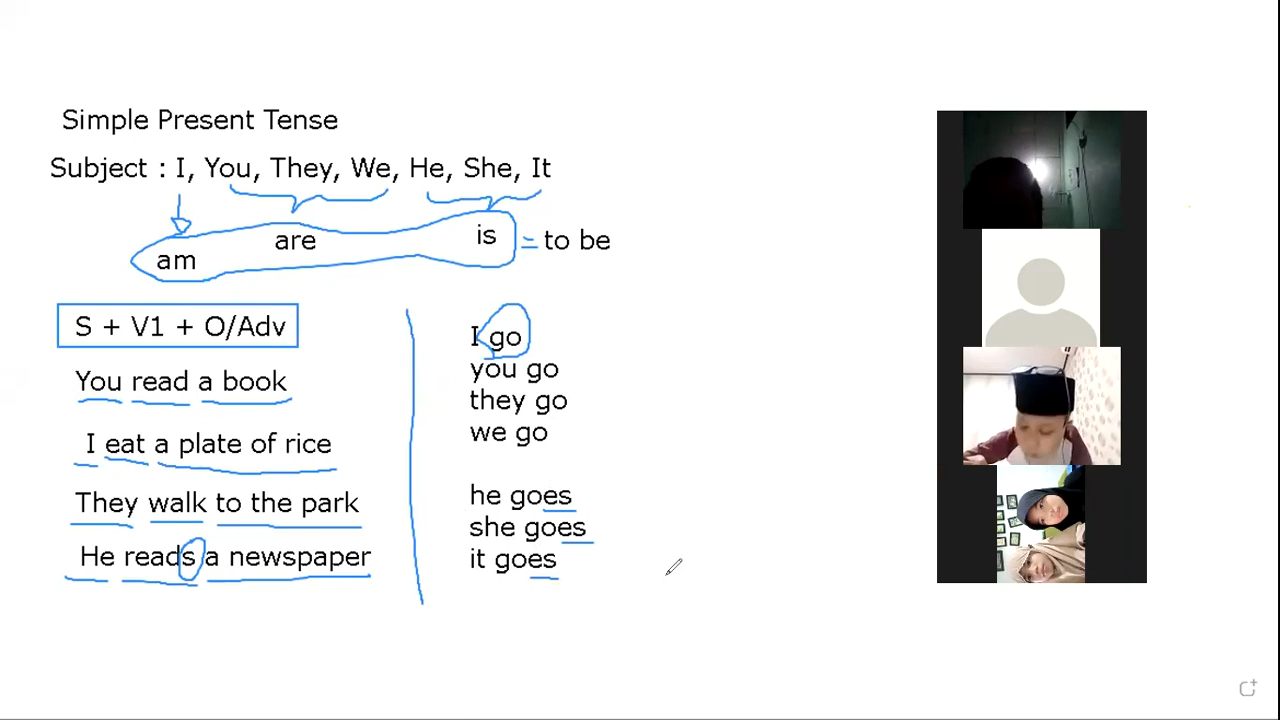 Simple Present Tense
Subject : I, You, They, We, He, She, It
am are is = to be
S + V1 + O/Adv
You read a book
I eat a plate of rice
They walk to the park
He reads a newspaper
I go
you go
they go
we go
he goes
she goes
it goes